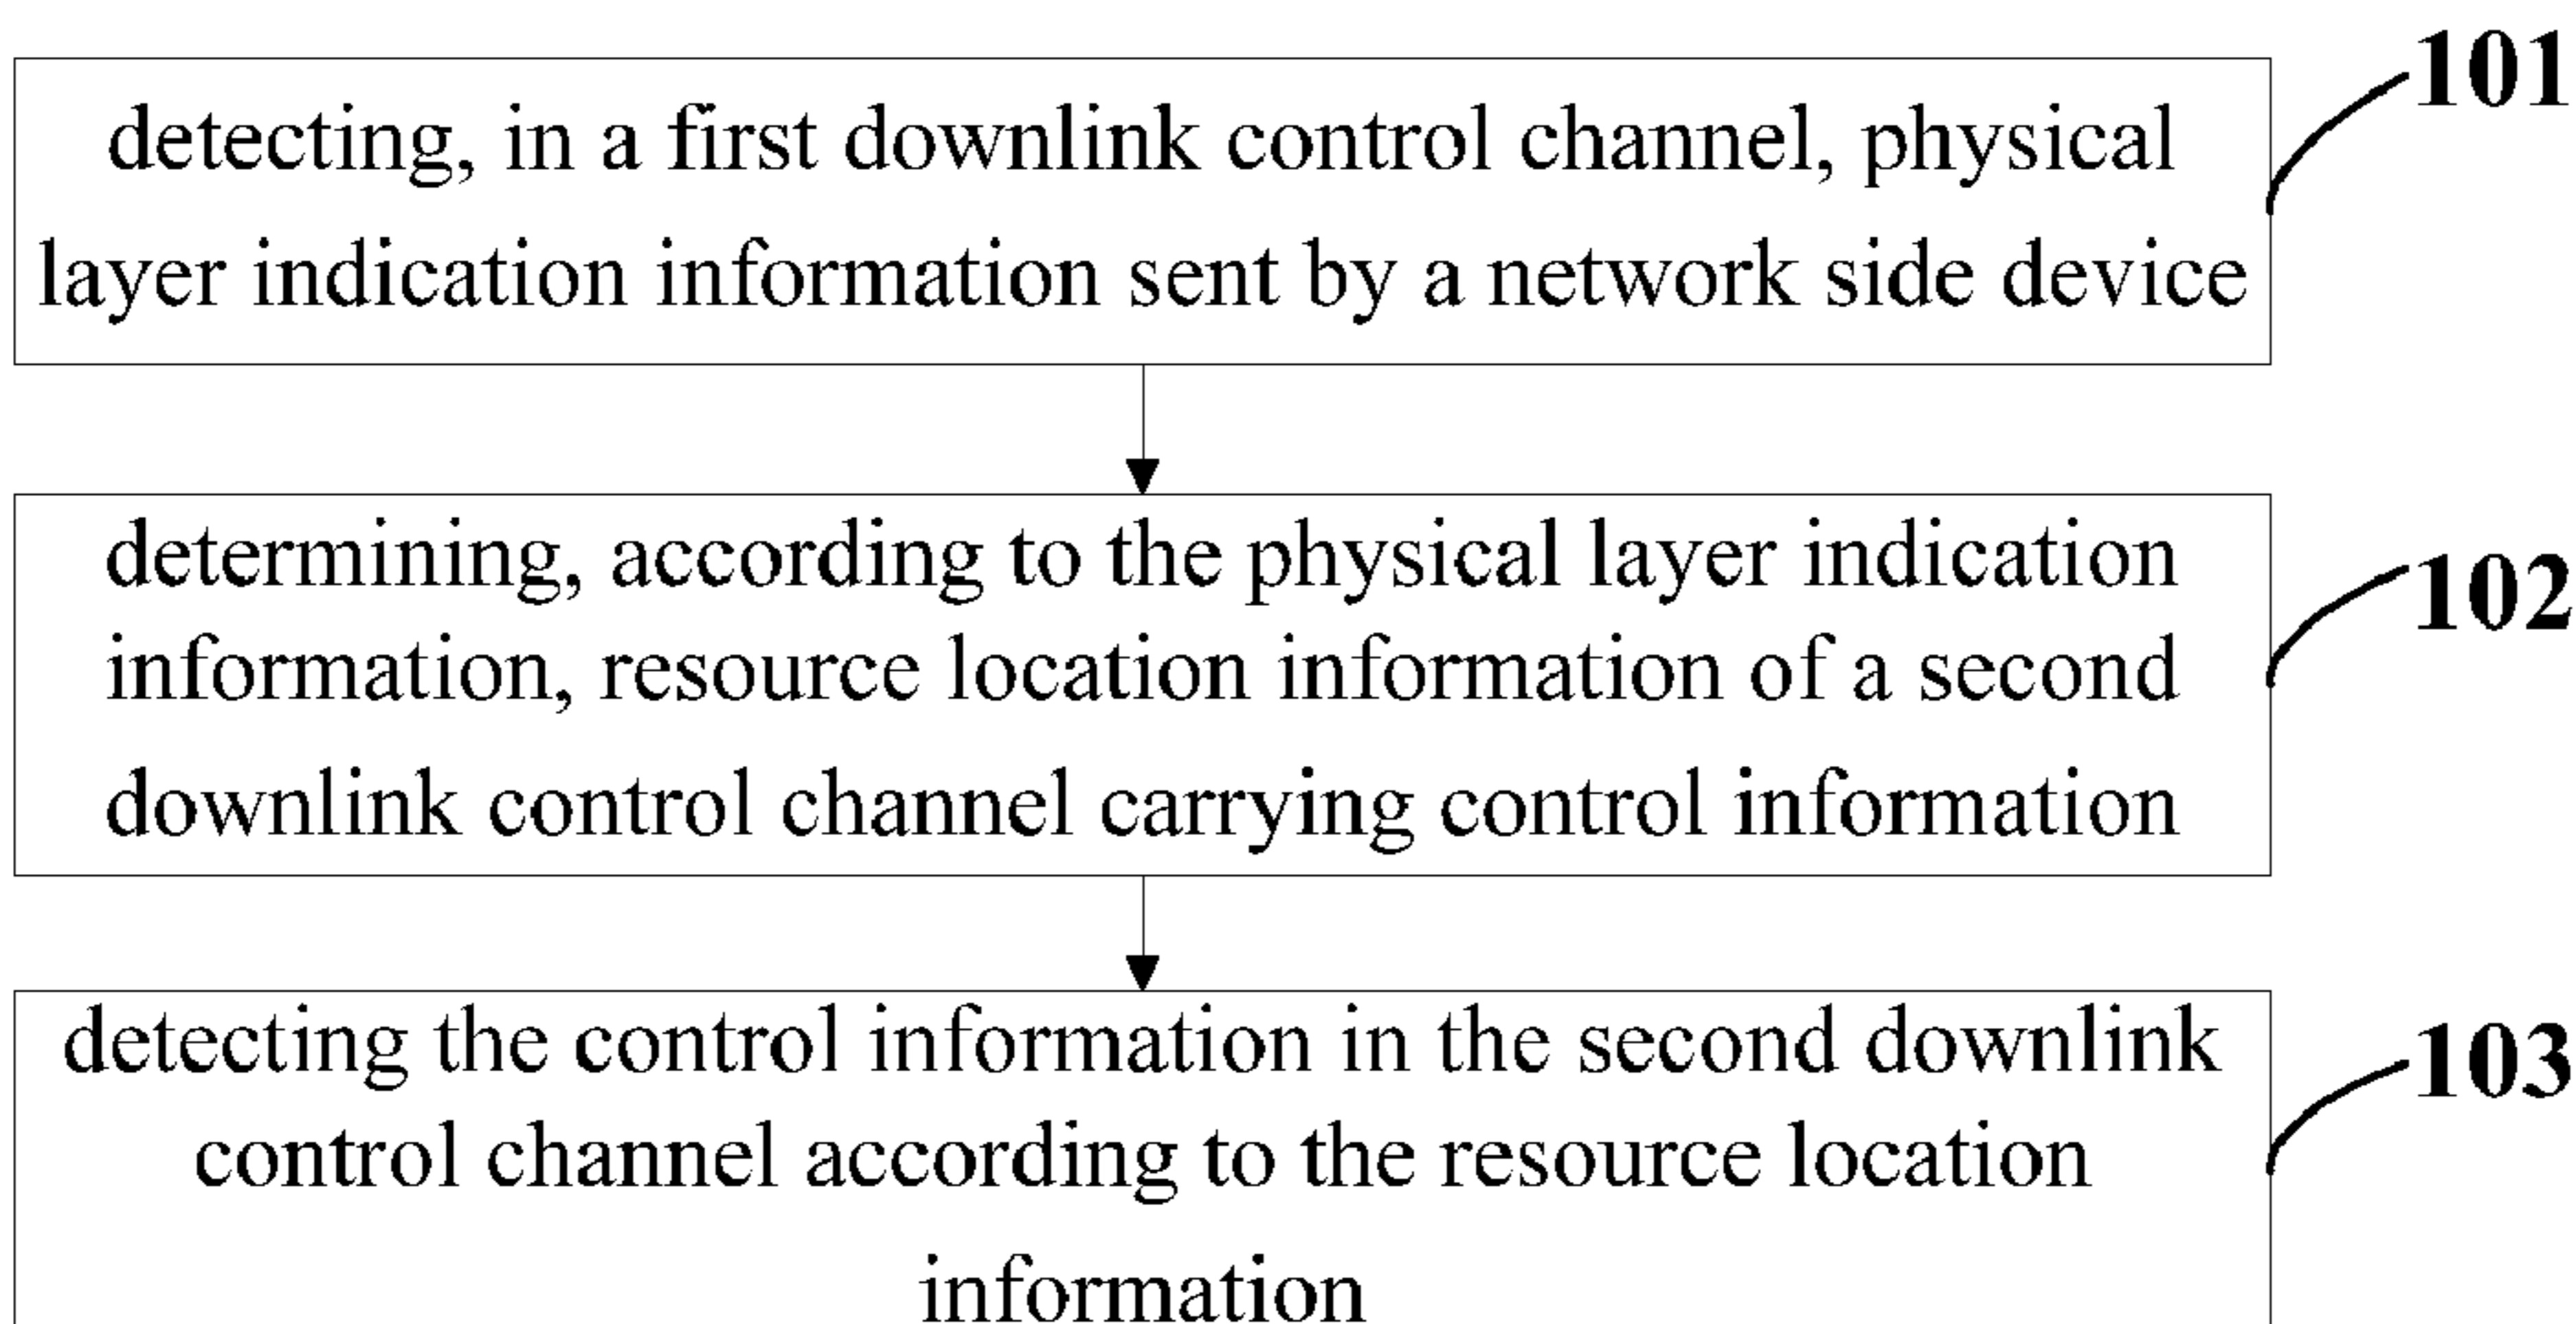 101
detecting, in a first downlink control channel, physical
layer indication information sent by a network side device
102
determining, according to the physical layer indication
information, resource location information of a second
downlink control channel carrying control information
103
detecting the control information in the second downlink
control channel according to the resource location
information